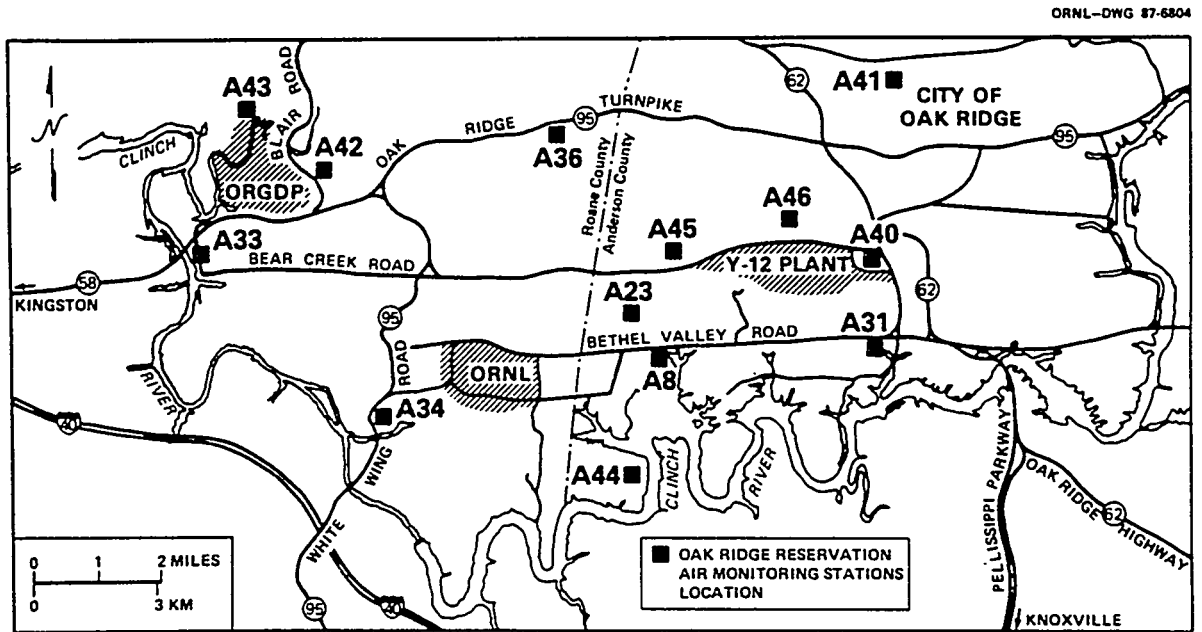 ORNL-DWG 87-6804
A43
BLAIR ROAD
CLINCH
A42
ORGDP
OAK
RIDGE
95
TURNPIKE
A36
Roane County
Anderson County
62
A41
CITY OF
OAK RIDGE
95
A33
BEAR CREEK ROAD
58
KINGSTON
A45
A46
A40
Y-12 PLANT
62
A23
BETHEL VALLEY ROAD
A31
95
ROAD
ORNL
A8
RIVER
A34
40
WING
WHITE
A44
CLINCH
RIVER
PELLISSIPPI PARKWAY
OAK RIDGE
62
HIGHWAY
0 1 2 MILES
0 3 KM
95
40
OAK RIDGE RESERVATION
AIR MONITORING STATIONS
LOCATION
KNOXVILLE
N